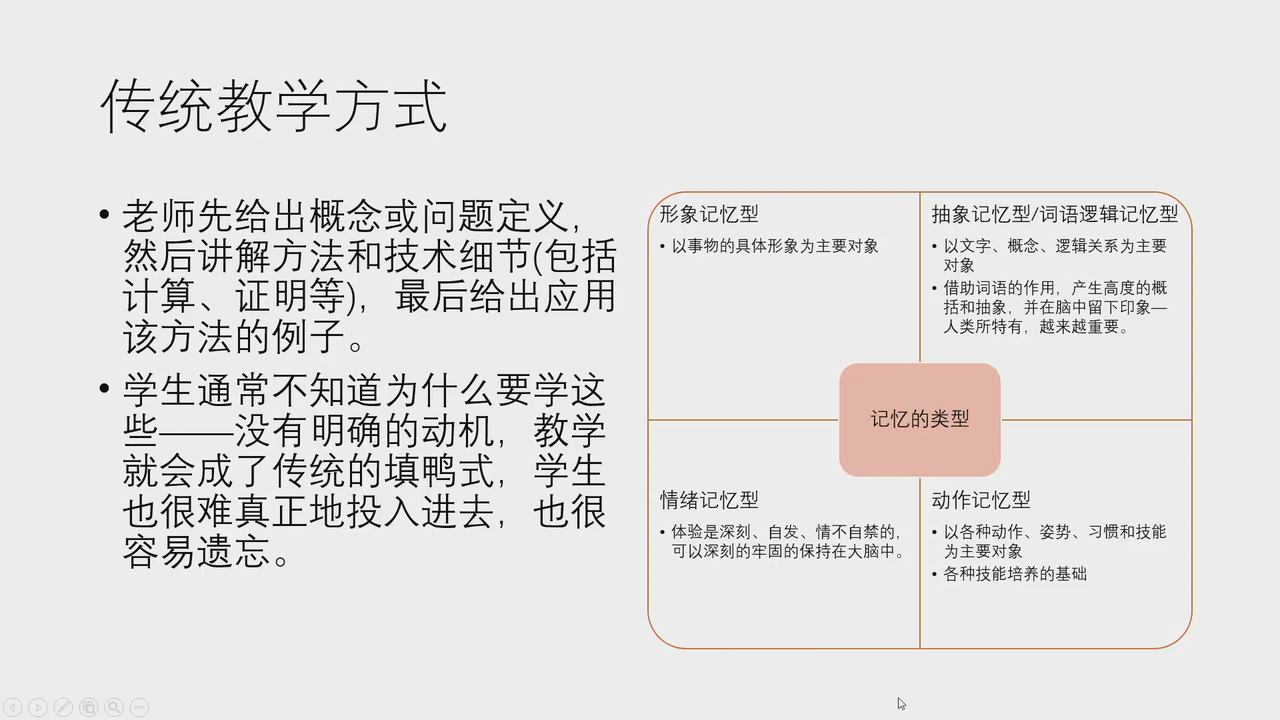 传统教学方式
• 老师先给出概念或问题定义，
然后讲解方法和技术细节(包括
计算、证明等)，最后给出应用
该方法的例子。
• 学生通常不知道为什么要学这
些——没有明确的动机，教学
就会成了传统的填鸭式，学生
也很难真正地投入进去，也很
容易遗忘。
形象记忆型
• 以事物的具体形象为主要对象
抽象记忆型/词语逻辑记忆型
• 以文字、概念、逻辑关系为主要
对象
• 借助词语的作用，产生高度的概
括和抽象，并在脑中留下印象—
人类所特有，越来越重要。
记忆的类型
情绪记忆型
• 体验是深刻、自发、情不自禁的，
可以深刻的牢固的保持在大脑中。
动作记忆型
• 以各种动作、姿势、习惯和技能
为主要对象
• 各种技能培养的基础